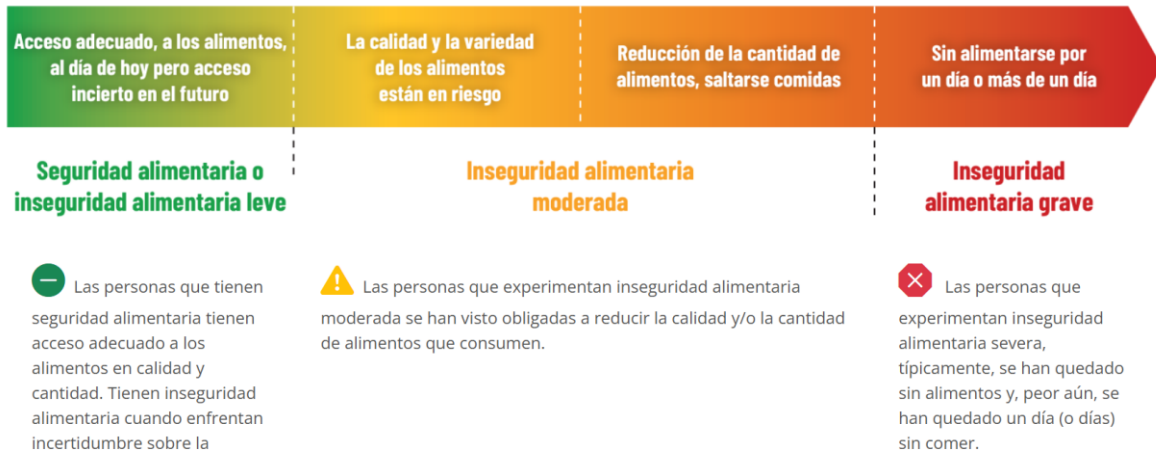 Acceso adecuado, a los alimentos,
al día de hoy pero acceso
incierto en el futuro
La calidad y la variedad
de los alimentos
están en riesgo
Reducción de la cantidad de
alimentos, saltarse comidas
Sin alimentarse por
un día o más de un día
Seguridad alimentaria o
inseguridad alimentaria leve
Inseguridad alimentaria
moderada
Inseguridad
alimentaria grave
Las personas que tienen
seguridad alimentaria tienen
acceso adecuado a los
alimentos en calidad y
cantidad. Tienen inseguridad
alimentaria cuando enfrentan
incertidumbre sobre la
Las personas que experimentan inseguridad alimentaria
moderada se han visto obligadas a reducir la calidad y/o la cantidad
de alimentos que consumen.
Las personas que
experimentan inseguridad
alimentaria severa,
típicamente, se han quedado
sin alimentos y, peor aún, se
han quedado un día (o días)
sin comer.